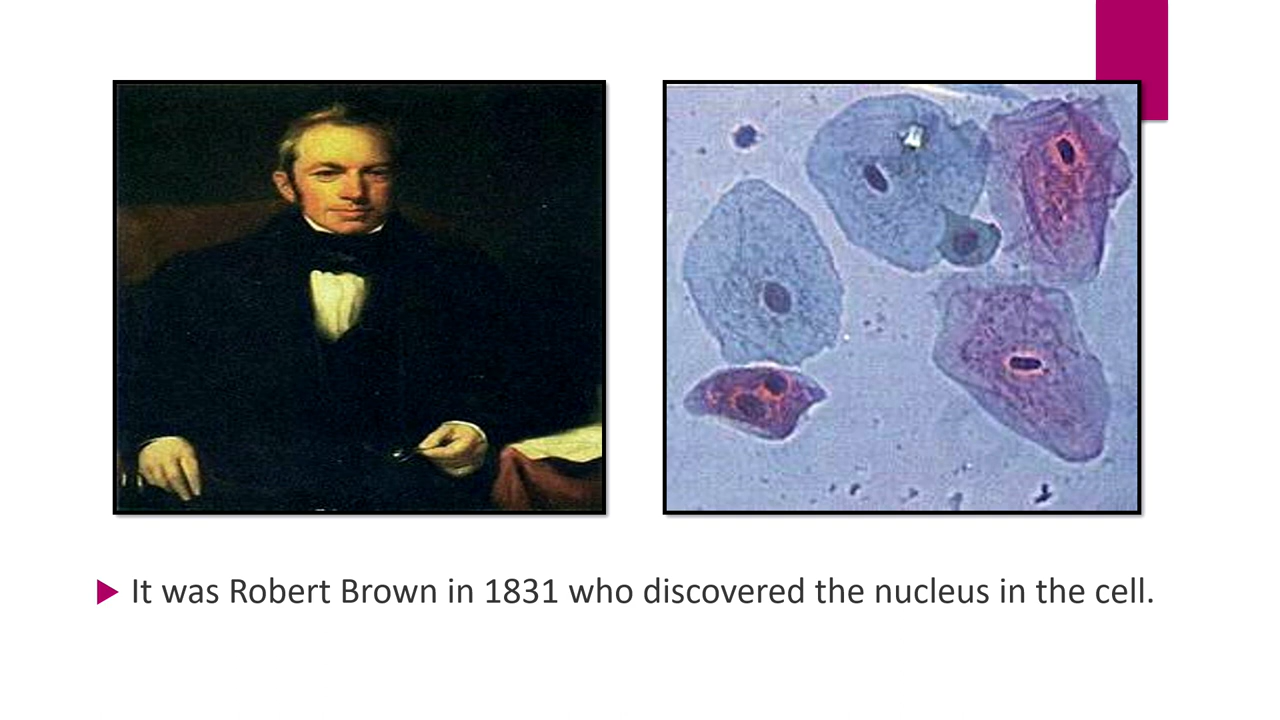 It was Robert Brown in 1831 who discovered the nucleus in the cell.